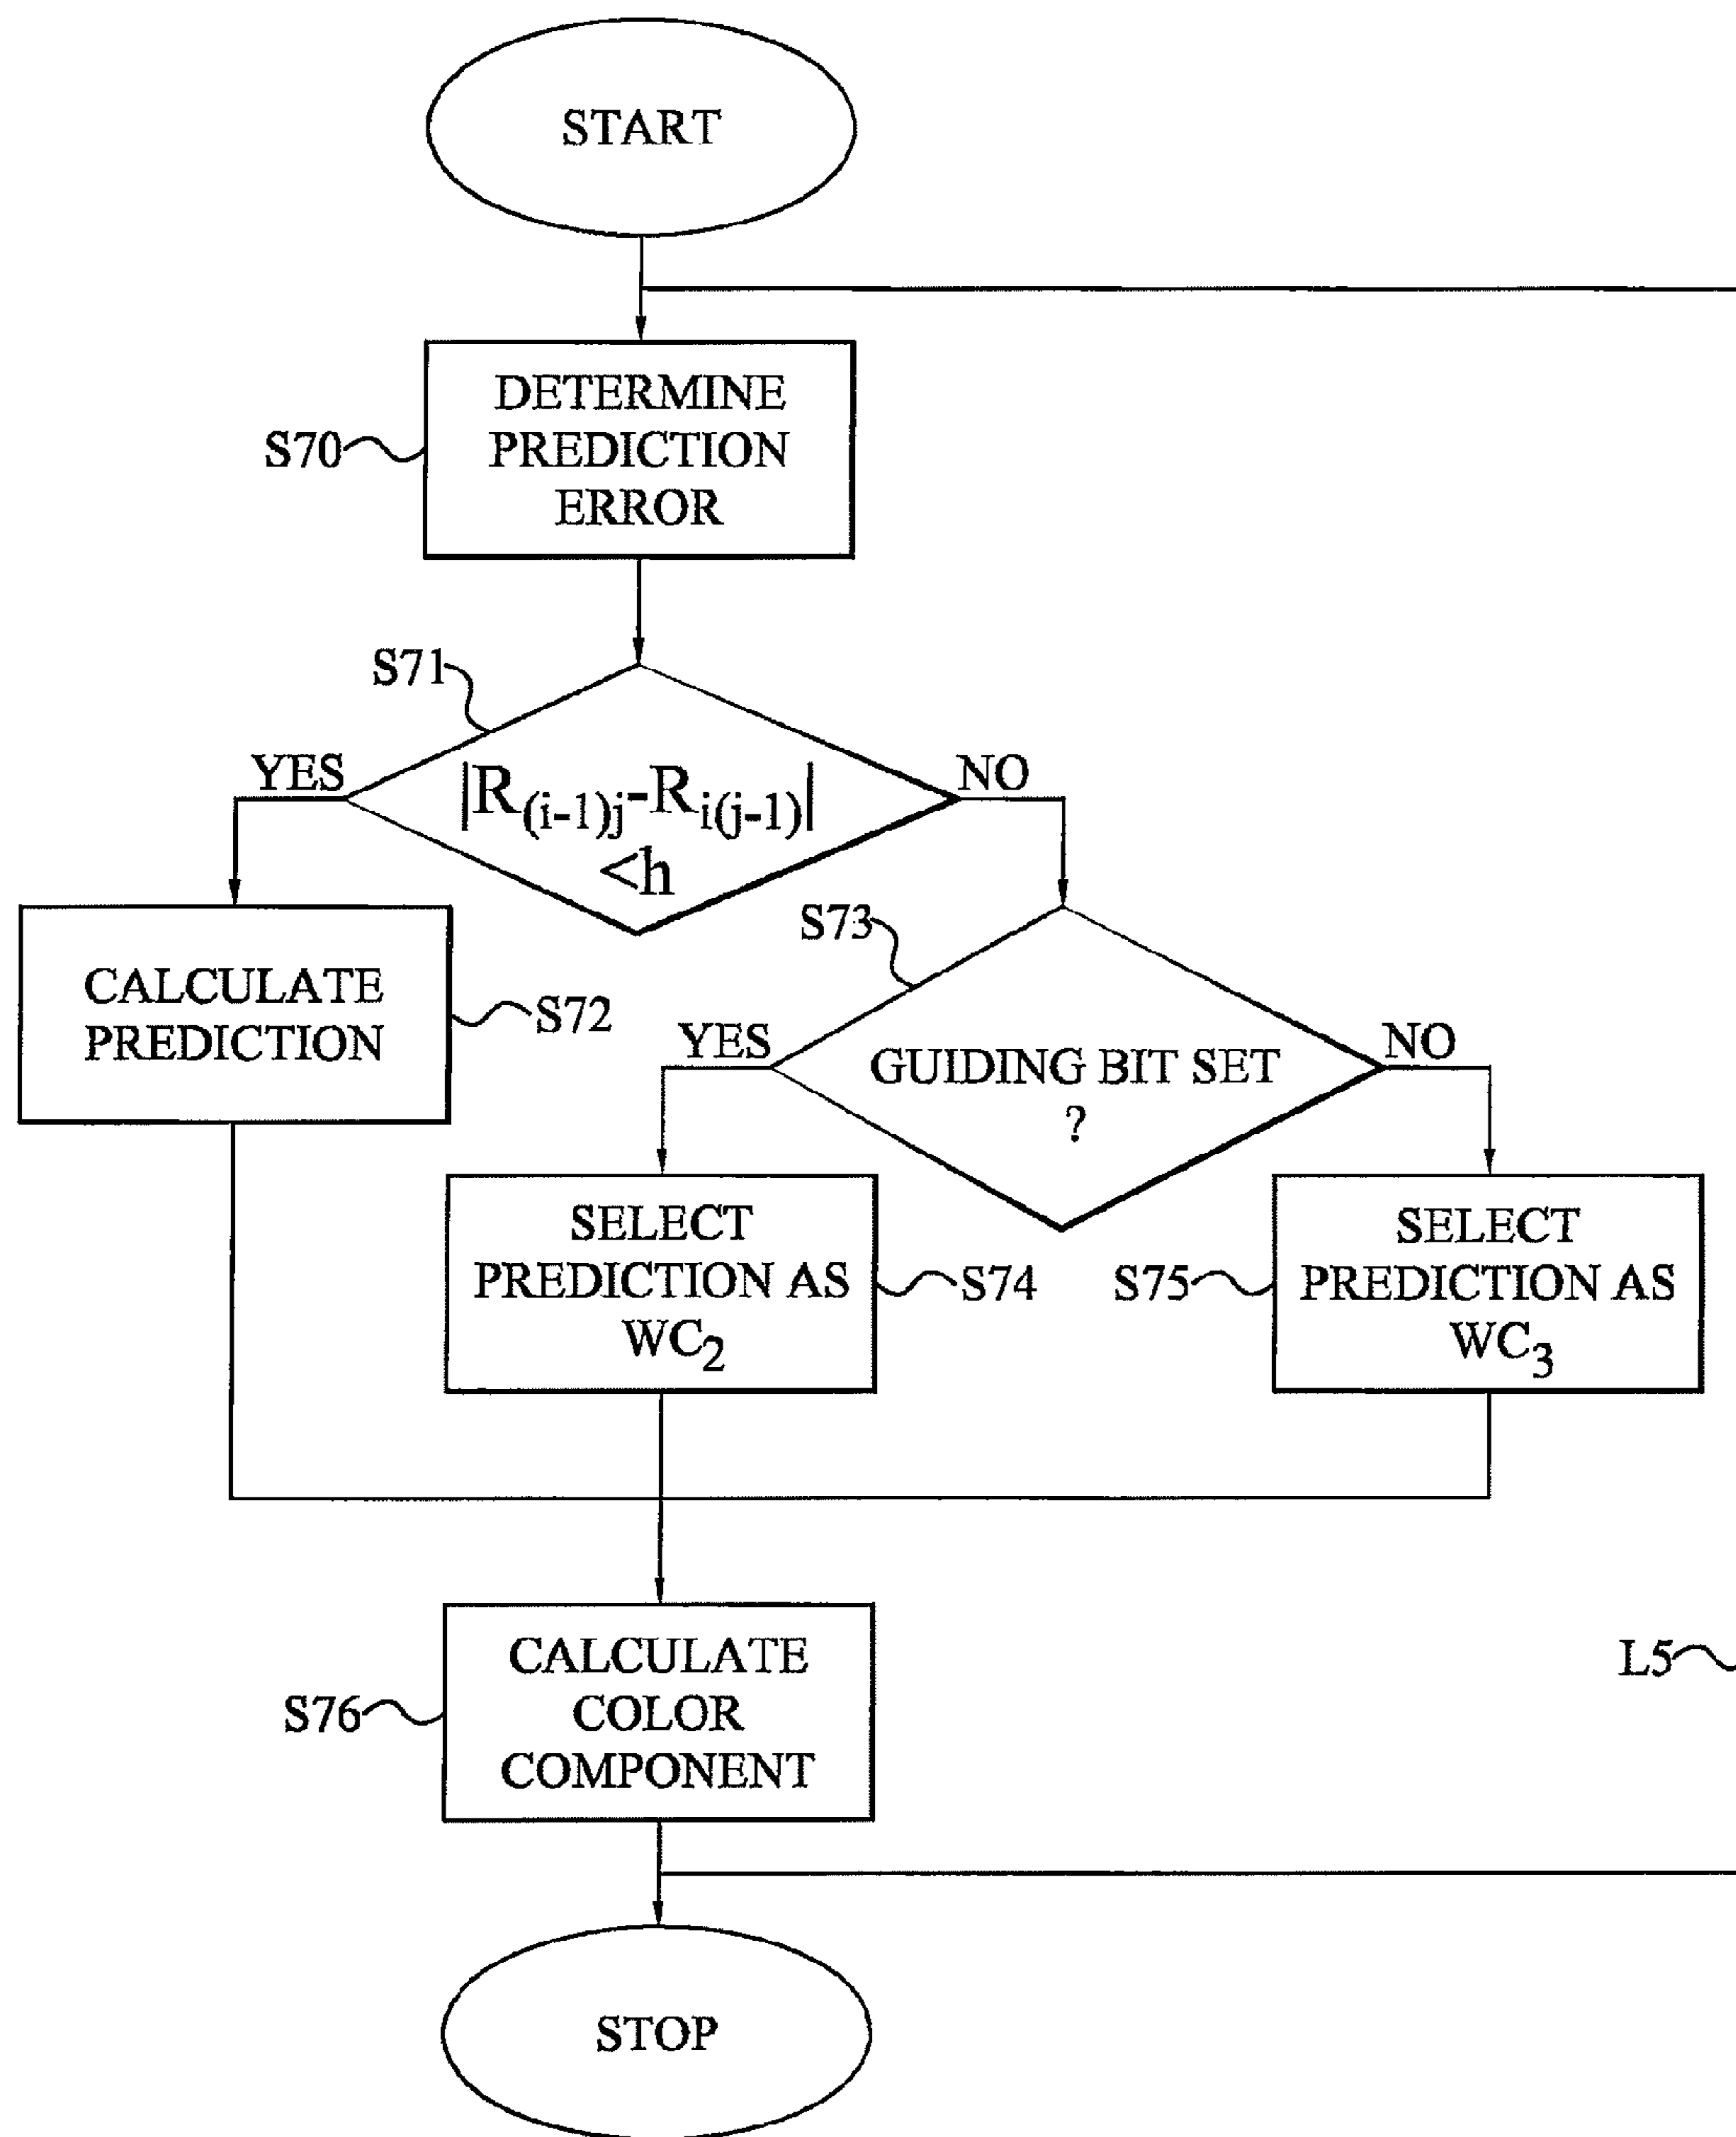 START
DETERMINE
PREDICTION
ERROR
S70
S71
YES
NO
|R(i-1)j-Ri(j-1)|
<h
S73
CALCULATE
PREDICTION
S72
YES
NO
GUIDING BIT SET
?
SELECT
PREDICTION AS
WC2
S74
S75
SELECT
PREDICTION AS
WC3
L5
CALCULATE
COLOR
COMPONENT
S76
STOP